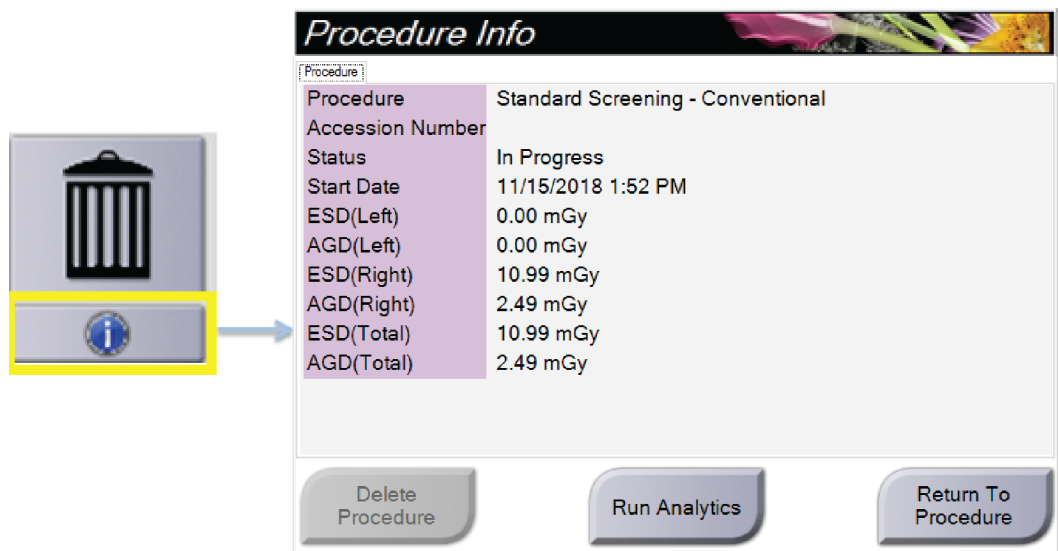 Procedure Info
Procedure
Procedure Standard Screening - Conventional
Accession Number
Status In Progress
Start Date 11/15/2018 1:52 PM
ESD(Left) 0.00 mGy
AGD(Left) 0.00 mGy
ESD(Right) 10.99 mGy
AGD(Right) 2.49 mGy
ESD(Total) 10.99 mGy
AGD(Total) 2.49 mGy
Delete
Procedure
Run Analytics
Return To
Procedure